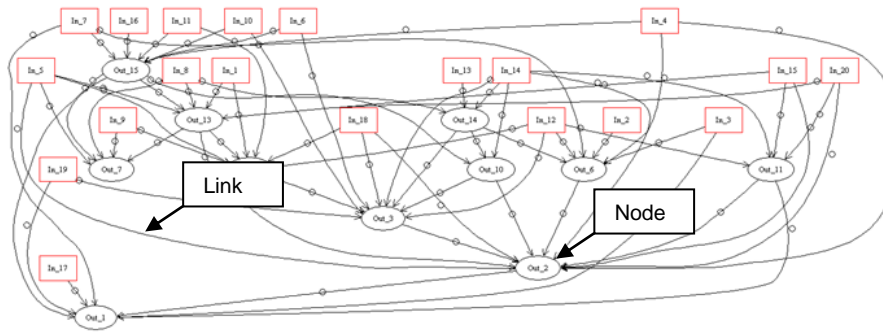 In_7 In_16 In_11 In_10 In_6 In_4
In_5 Out_15 In_8 In_1 In_13 In_14 In_15 In_20
In_9 Out_13 In_18 Out_14 In_12 In_2 In_3
In_19 Out_7 Out_10 Out_6 Out_11
Link
Out_3 Node
In_17 Out_2
Out_1